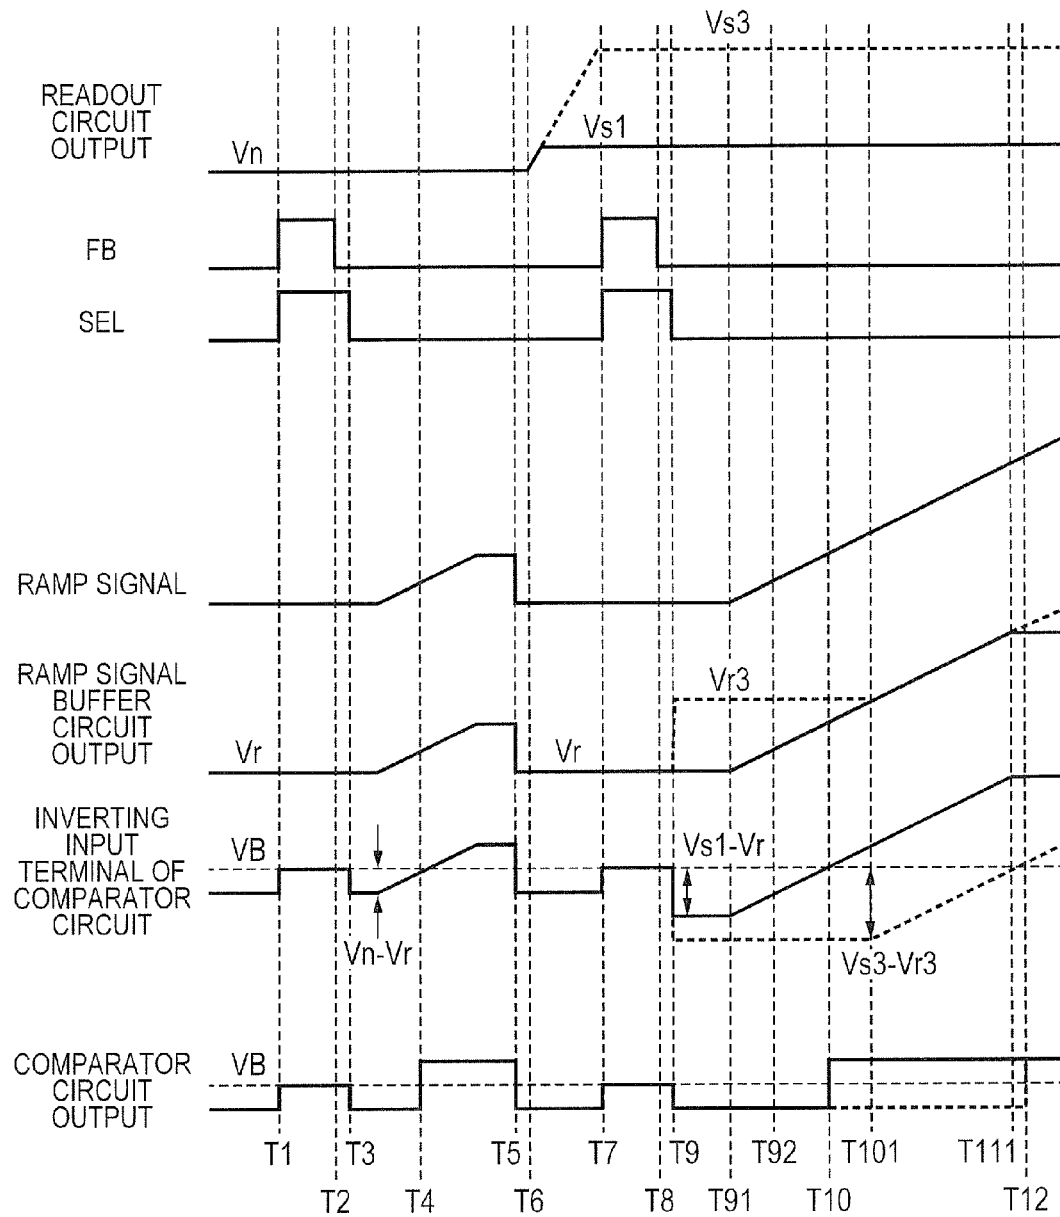 Vs3
READOUT
CIRCUIT
OUTPUT
Vn
Vs1
FB
SEL
RAMP SIGNAL
RAMP SIGNAL
BUFFER
CIRCUIT
OUTPUT
Vr
Vr
Vr3
INVERTING
INPUT
TERMINAL OF
COMPARATOR
CIRCUIT
VB
Vn-Vr
Vs1-Vr
Vs3-Vr3
COMPARATOR
CIRCUIT
OUTPUT
VB
T1 T3 T5 T7 T9 T92 T101 T111
T2 T4 T6 T8 T91 T10 T12